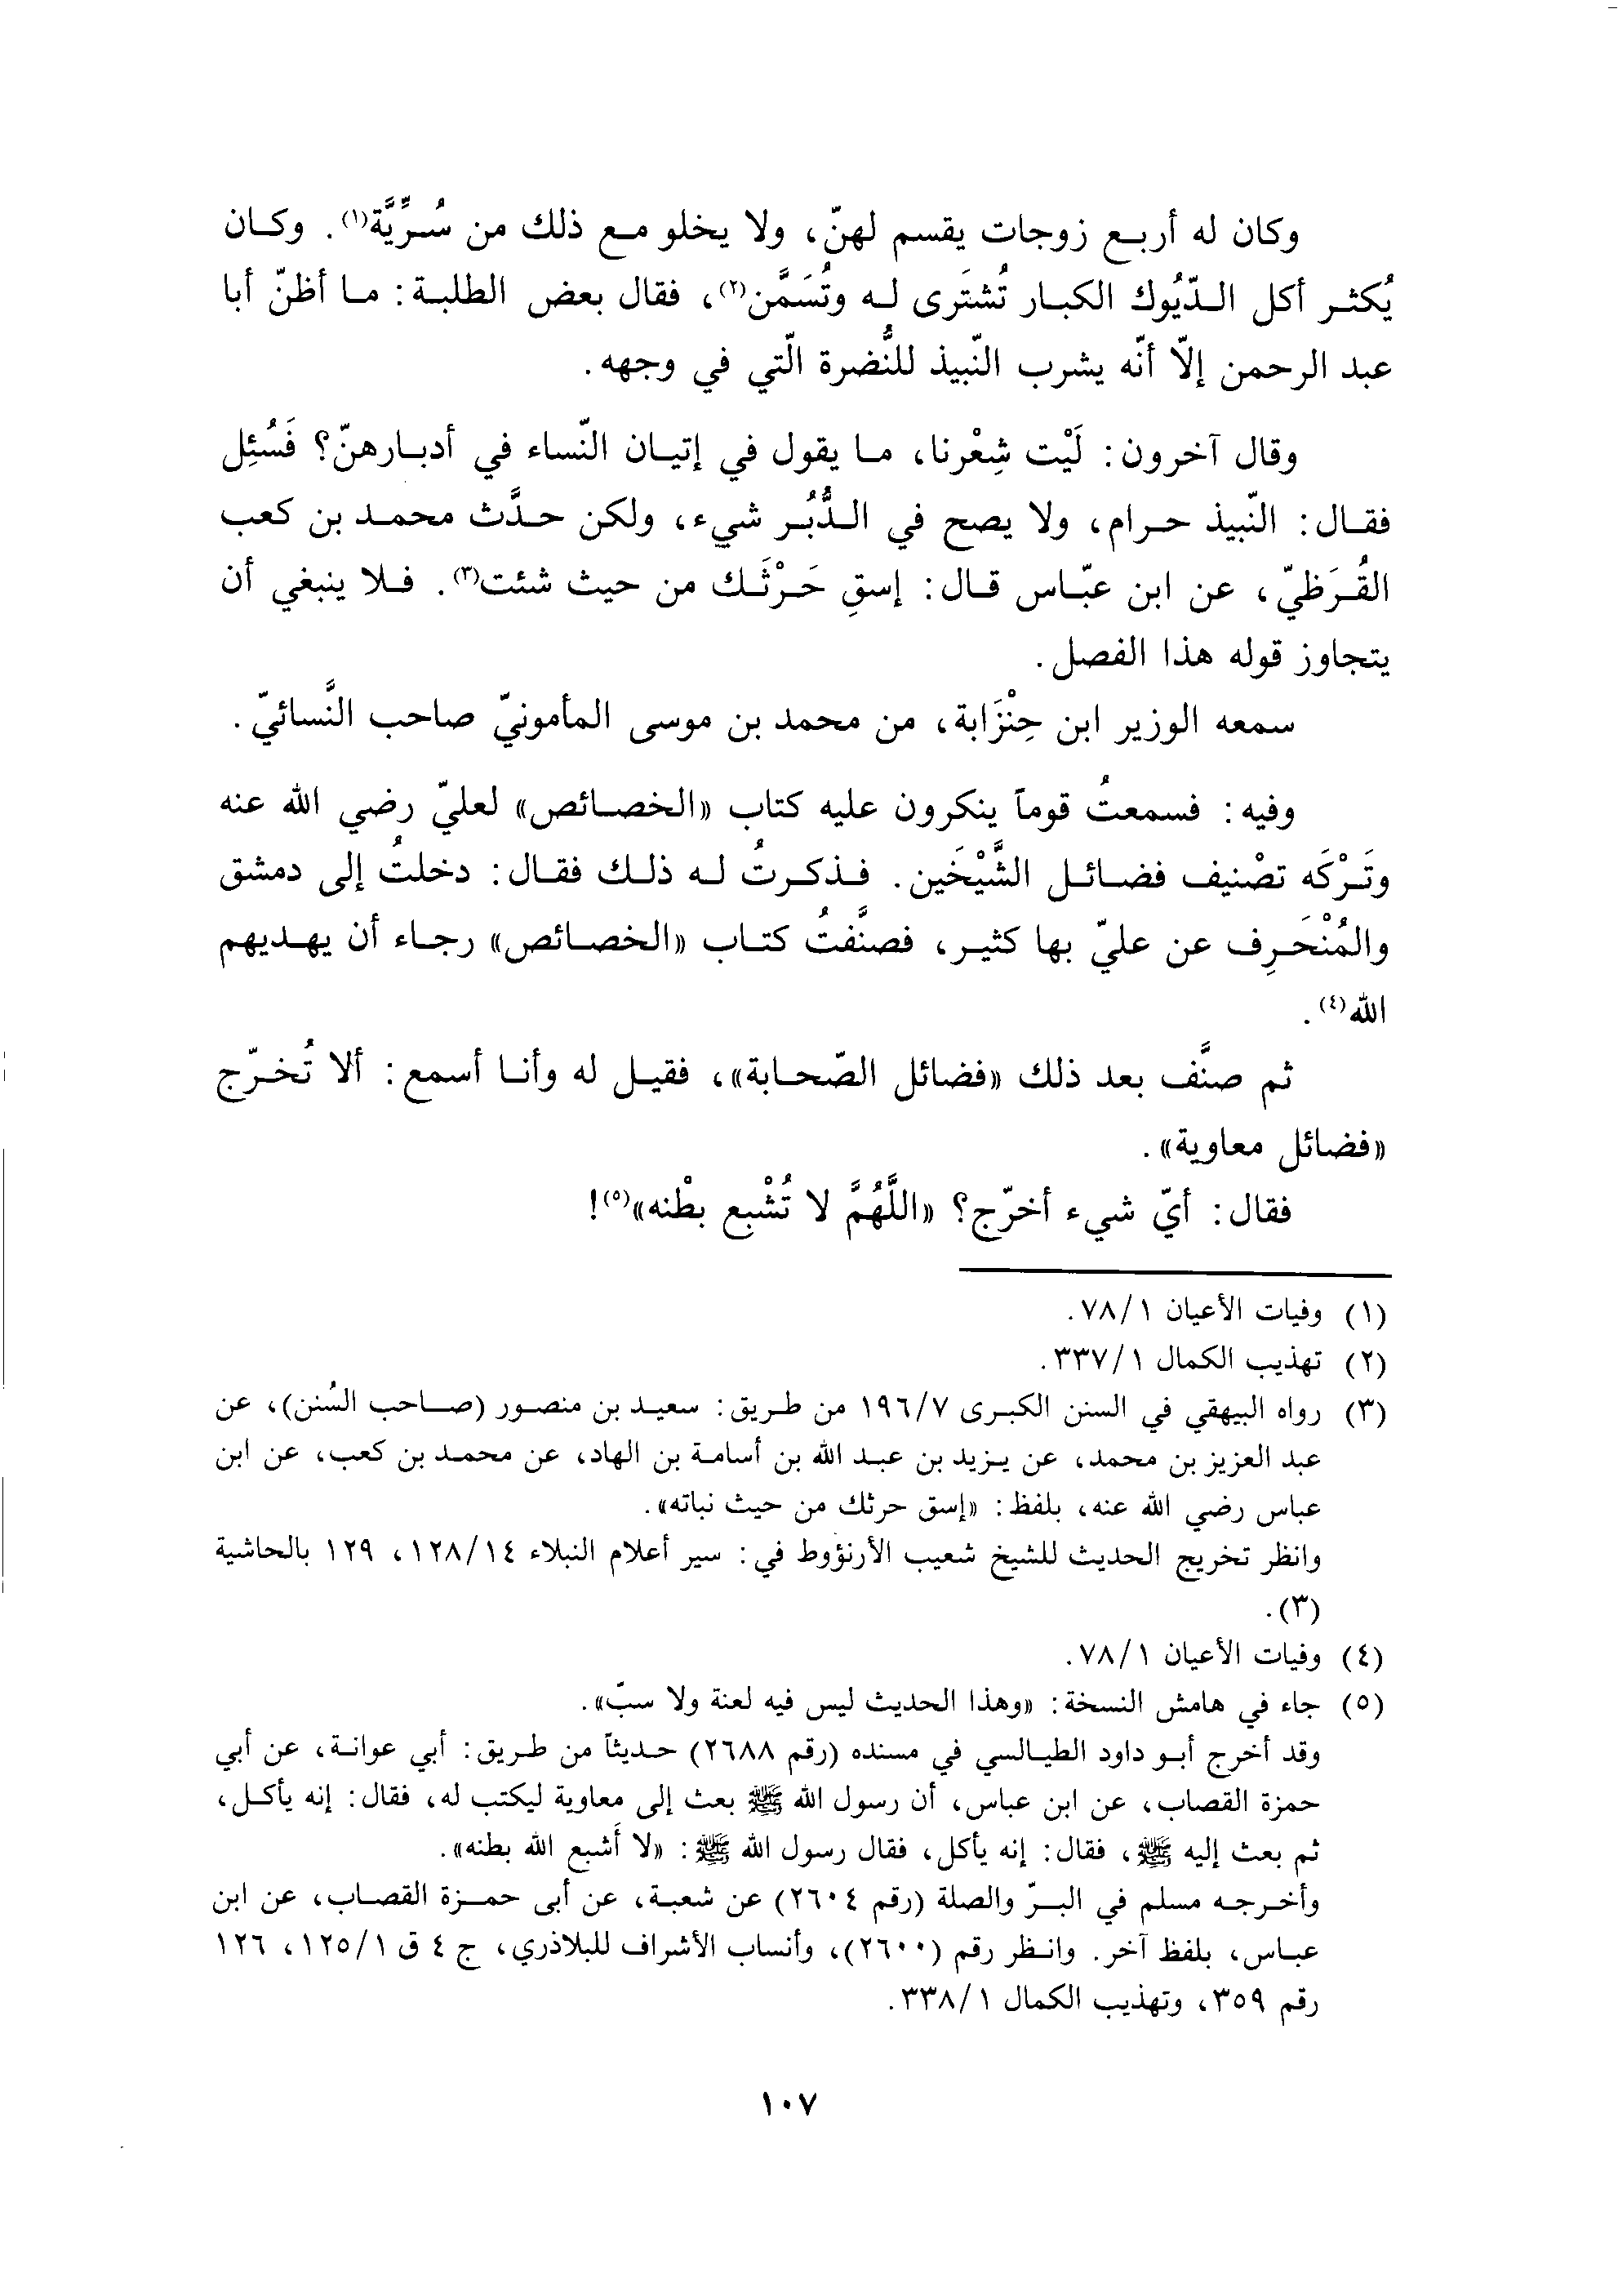 وكان له أربع زوجات يقسم لهنّ، ولا يخلو مع ذلك من سُرِّيَّة(١). وكان
يُكثر أكل الدّيُوك الكبار تُشتَرى له وتُسَمَّن(٢)، فقال بعض الطلبة: ما أظنّ أبا
عبد الرحمن إلاّ أنّه يشرب النّبيذ للنُّضرة الّتي في وجهه.
وقال آخرون: لَيْت شِعْرنا، ما يقول في إتيان النّساء في أدبارهنّ؟ فَسُئِل
فقال: النّبيذ حرام، ولا يصح في الدُّبُر شيء، ولكن حدَّث محمد بن كعب
القُرَظيّ، عن ابن عبّاس قال: إسقِ حَرْثَك من حيث شئت(٣). فلا ينبغي أن
يتجاوز قوله هذا الفصل.
سمعه الوزير ابن حِنْزَابة، من محمد بن موسى المأمونيّ صاحب النَّسائيّ.
وفيه: فسمعتُ قوماً ينكرون عليه كتاب «الخصائص» لعليّ رضي الله عنه
وتَرْكَه تصْنيف فضائل الشَّيْخَين. فذكرتُ له ذلك فقال: دخلتُ إلى دمشق
والمُنْحَرِف عن عليّ بها كثير، فصنَّفتُ كتاب «الخصائص» رجاء أن يهديهم
الله(٤).
ثم صنَّف بعد ذلك «فضائل الصّحابة»، فقيل له وأنا أسمع: ألا تُخرّج
«فضائل معاوية».
فقال: أيّ شيء أخرّج؟ «اللَّهُمَّ لا تُشْبع بطْنه»(٥)!
(١) وفيات الأعيان ٧٨/١.
(٢) تهذيب الكمال ٣٣٧/١.
(٣) رواه البيهقي في السنن الكبرى ١٩٦/٧ من طريق: سعيد بن منصور (صاحب السُنن)، عن
عبد العزيز بن محمد، عن يزيد بن عبد الله بن أسامة بن الهاد، عن محمد بن كعب، عن ابن
عباس رضي الله عنه، بلفظ: «إسق حرثك من حيث نباته».
وانظر تخريج الحديث للشيخ شعيب الأرنؤوط في: سير أعلام النبلاء ١٢٨/١٤، ١٢٩ بالحاشية
(٣).
(٤) وفيات الأعيان ٧٨/١.
(٥) جاء في هامش النسخة: «وهذا الحديث ليس فيه لعنة ولا سبّ».
وقد أخرج أبو داود الطيالسي في مسنده (رقم ٢٦٨٨) حديثاً من طريق: أبي عوانة، عن أبي
حمزة القصاب، عن ابن عباس، أن رسول الله ﷺ بعث إلى معاوية ليكتب له، فقال: إنه يأكل،
ثم بعث إليه ﷺ، فقال: إنه يأكل، فقال رسول الله ﷺ: «لا أَشبع الله بطنه».
وأخرجه مسلم في البرّ والصلة (رقم ٢٦٠٤) عن شعبة، عن أبى حمزة القصاب، عن ابن
عباس، بلفظ آخر. وانظر رقم (٢٦٠٠)، وأنساب الأشراف للبلاذري، ج ٤ ق ١٢٥/١، ١٢٦
رقم ٣٥٩، وتهذيب الكمال ٣٣٨/١.
١٠٧